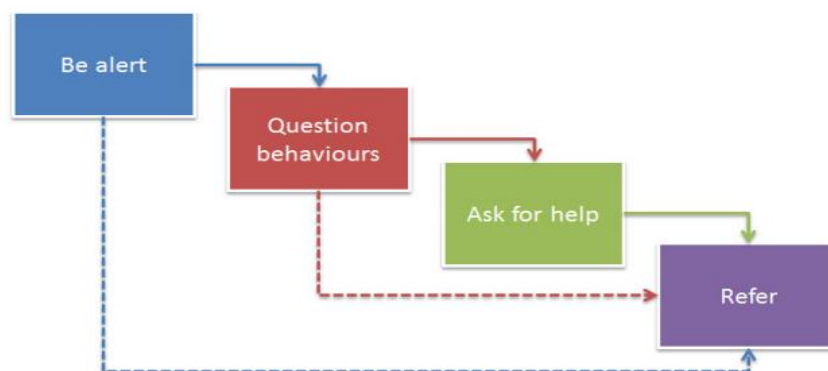 Be alert
Question
behaviours
Ask for help
Refer